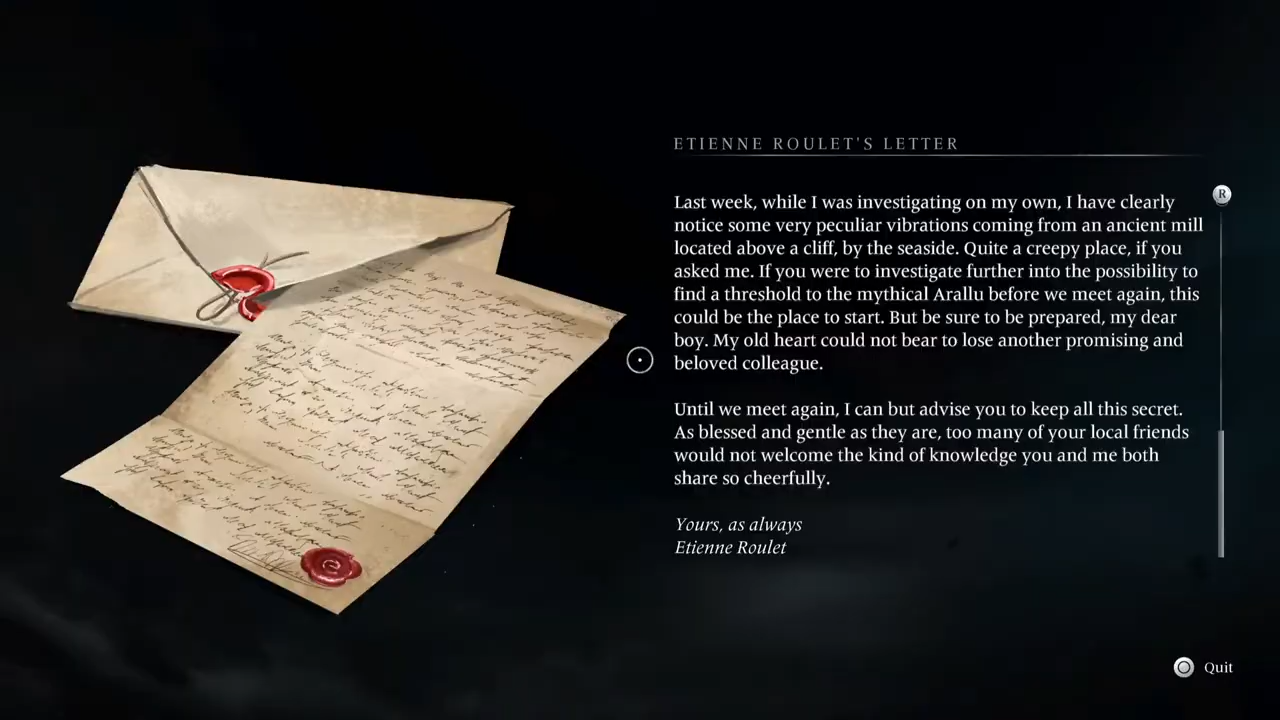 ETIENNE ROULET'S LETTER
Last week, while I was investigating on my own, I have clearly
notice some very peculiar vibrations coming from an ancient mill
located above a cliff, by the seaside. Quite a creepy place, if you
asked me. If you were to investigate further into the possibility to
find a threshold to the mythical Arallu before we meet again, this
could be the place to start. But be sure to be prepared, my dear
boy. My old heart could not bear to lose another promising and
beloved colleague.
Until we meet again, I can but advise you to keep all this secret.
As blessed and gentle as they are, too many of your local friends
would not welcome the kind of knowledge you and me both
share so cheerfully.
Yours, as always
Etienne Roulet
R
Quit